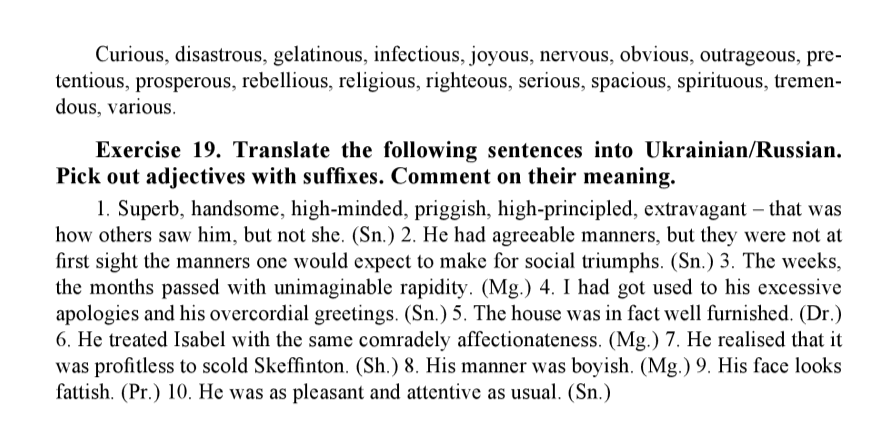 Curious, disastrous, gelatinous, infectious, joyous, nervous, obvious, outrageous, pre-
tentious, prosperous, rebellious, religious, righteous, serious, spacious, spirituous, tremen-
dous, various.
Exercise 19. Translate the following sentences into Ukrainian/Russian.
Pick out adjectives with suffixes. Comment on their meaning.
1. Superb, handsome, high-minded, priggish, high-principled, extravagant – that was
how others saw him, but not she. (Sn.) 2. He had agreeable manners, but they were not at
first sight the manners one would expect to make for social triumphs. (Sn.) 3. The weeks,
the months passed with unimaginable rapidity. (Mg.) 4. I had got used to his excessive
apologies and his overcordial greetings. (Sn.) 5. The house was in fact well furnished. (Dr.)
6. He treated Isabel with the same comradely affectionateness. (Mg.) 7. He realised that it
was profitless to scold Skeffinton. (Sh.) 8. His manner was boyish. (Mg.) 9. His face looks
fattish. (Pr.) 10. He was as pleasant and attentive as usual. (Sn.)